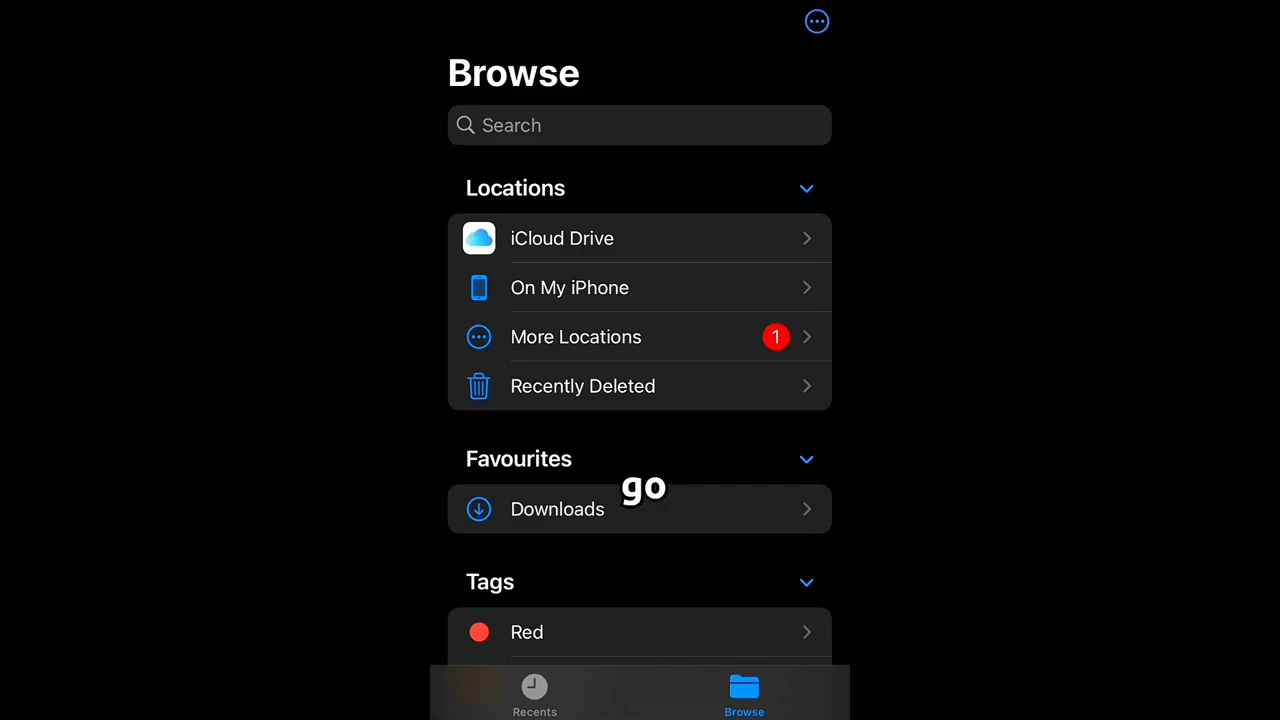 Browse
Search
Locations
iCloud Drive
On My iPhone
More Locations 1
Recently Deleted
Favourites
go
Downloads
Tags
Red
Recents Browse